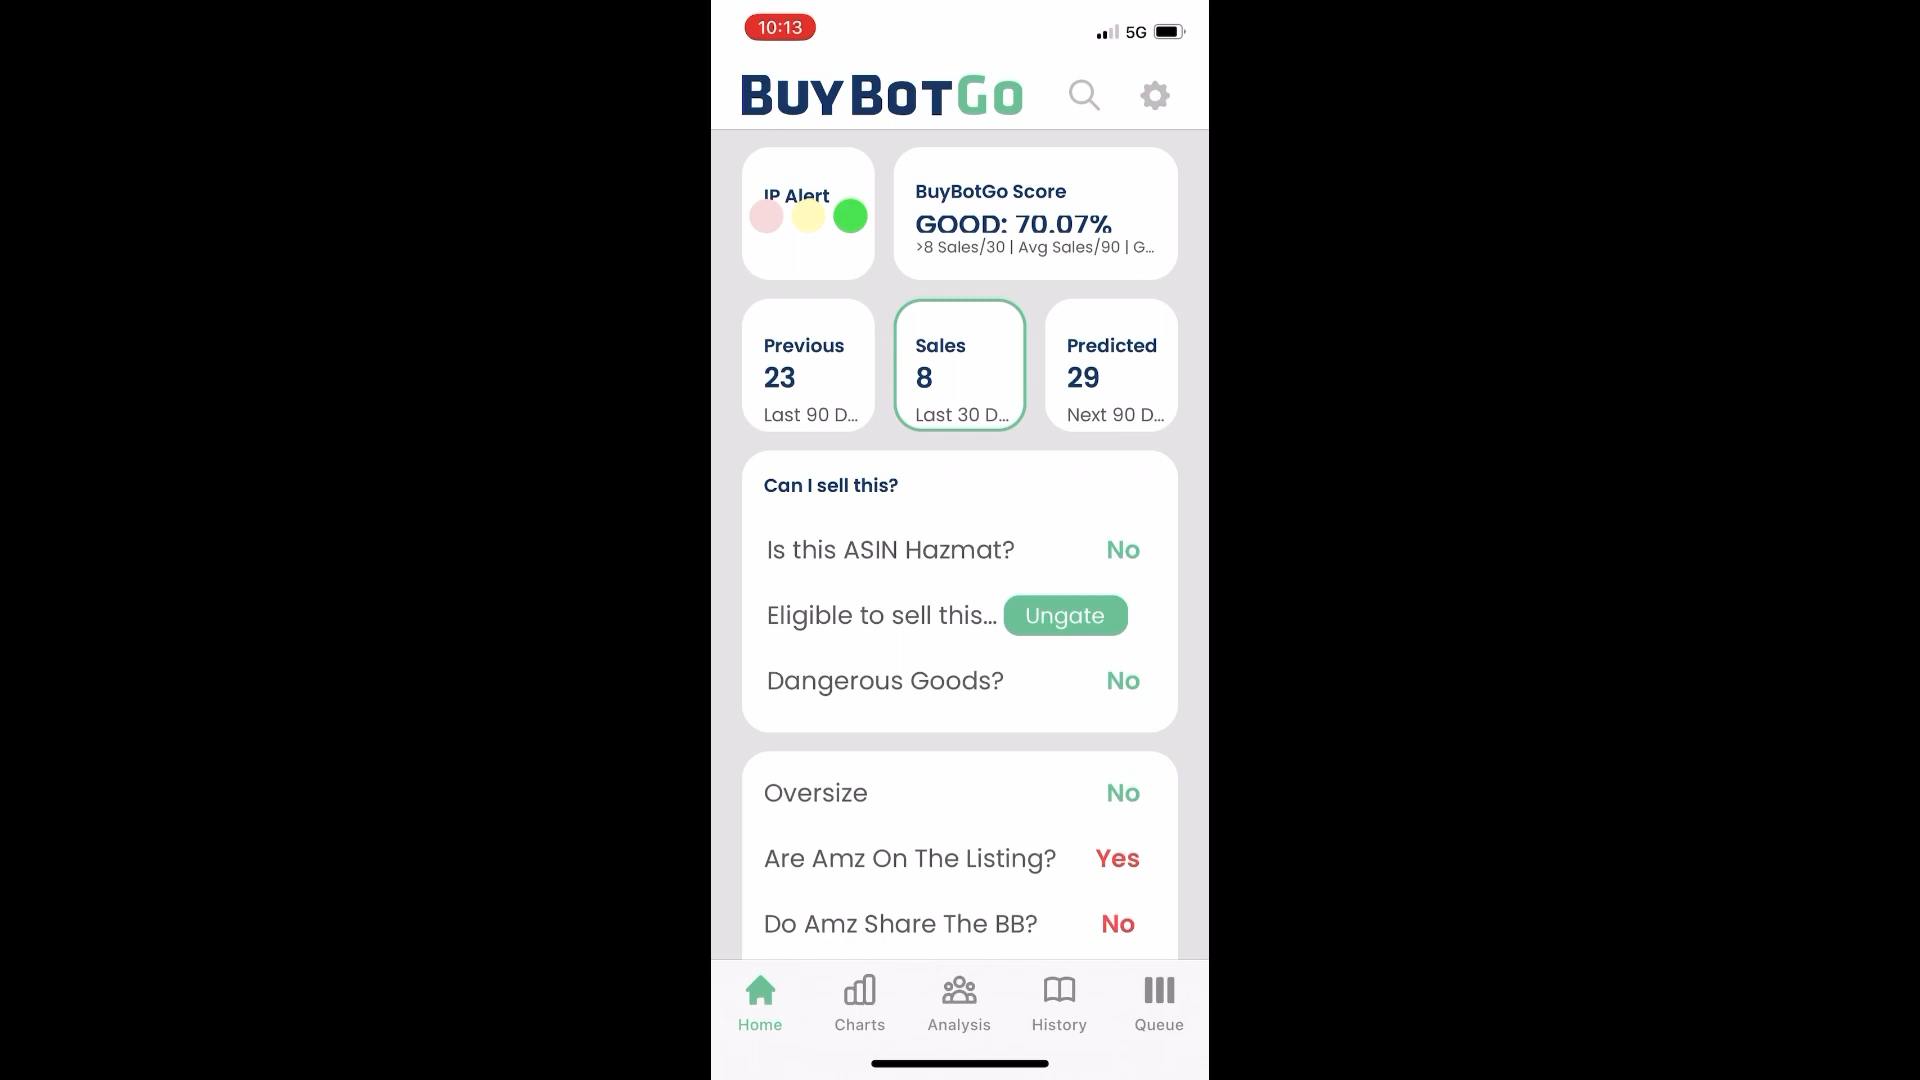 10:13
5G
BUYBOTGO
IP Alert
BuyBotGo Score
GOOD: 70.07%
>8 Sales/30 | Avg Sales/90 | G...
Previous
23
Last 90 D...
Sales
8
Last 30 D...
Predicted
29
Next 90 D...
Can I sell this?
Is this ASIN Hazmat? No
Eligible to sell this... Ungate
Dangerous Goods? No
Oversize No
Are Amz On The Listing? Yes
Do Amz Share The BB? No
Home Charts Analysis History Queue